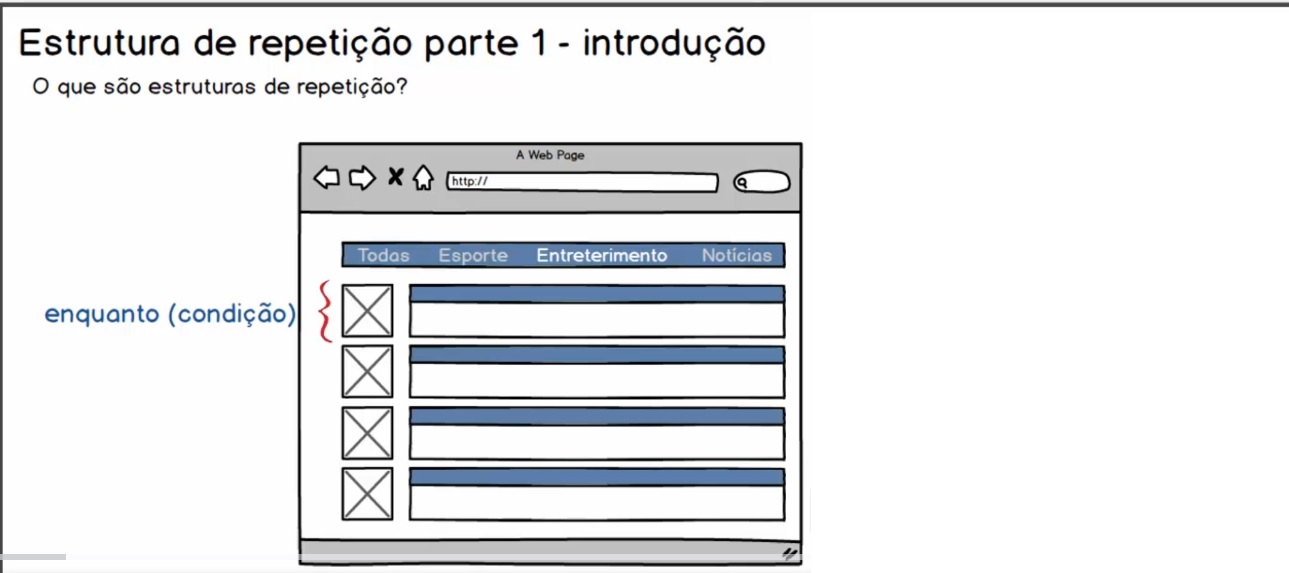 Estrutura de repetição parte 1 - introdução
O que são estruturas de repetição?
A Web Page
http://
Todas Esporte Entreterimento Notícias
enquanto (condição)